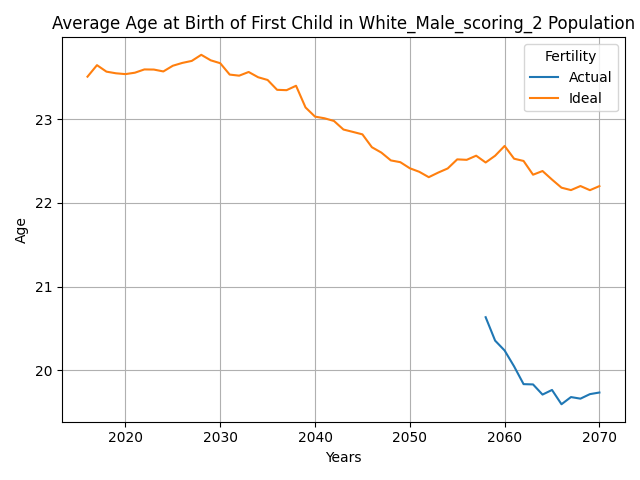 Average Age at Birth of First Child in White_Male_scoring_2 Population
Fertility
Actual
Ideal
Age
23
22
21
20
2020
2030
2040
2050
2060
2070
Years